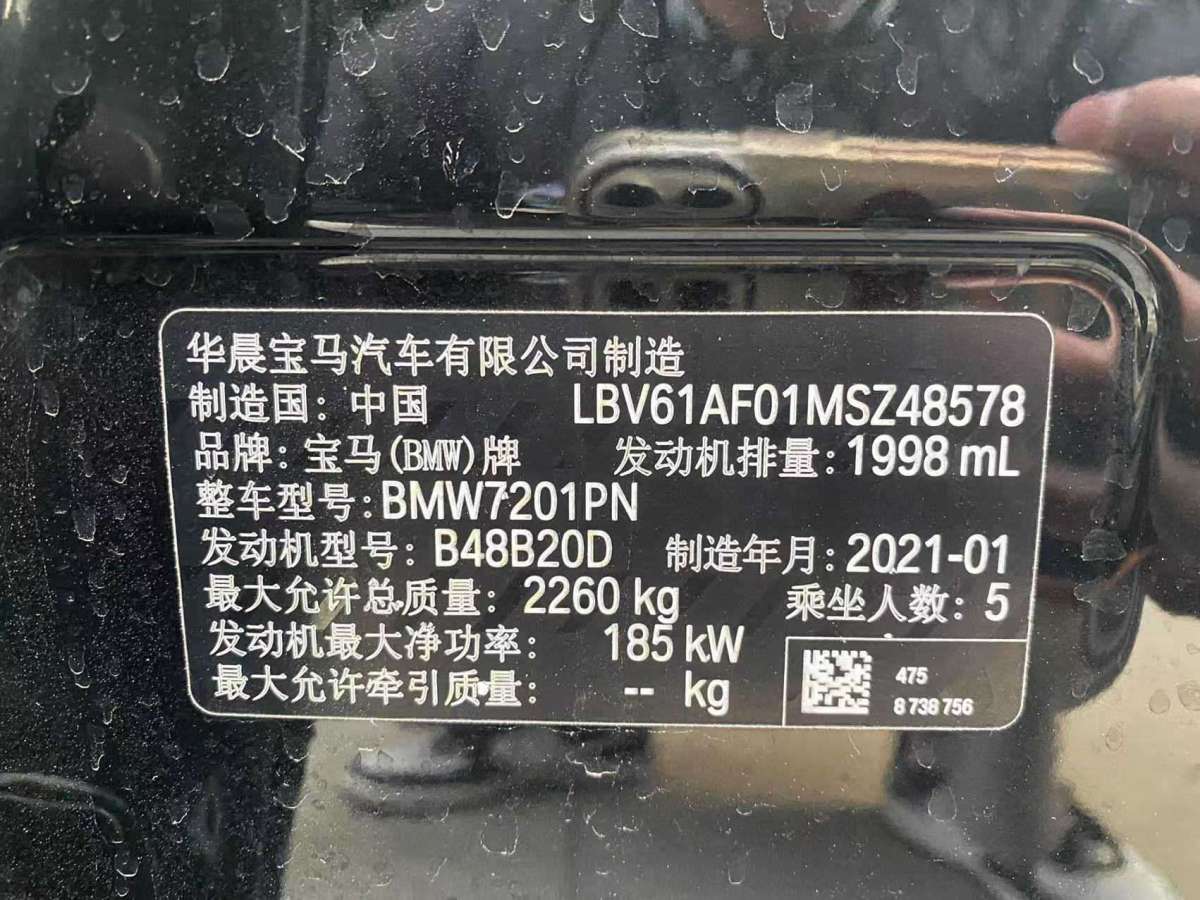 华晨宝马汽车有限公司制造
制造国：中国 LBV61AF01MSZ48578
品牌：宝马(BMW)牌 发动机排量：1998 mL
整车型号：BMW7201PN
发动机型号：B48B20D 制造年月：2021-01
最大允许总质量：2260 kg 乘坐人数：5
发动机最大净功率：185 kW
最大允许牵引质量：-- kg
475
8 738 756